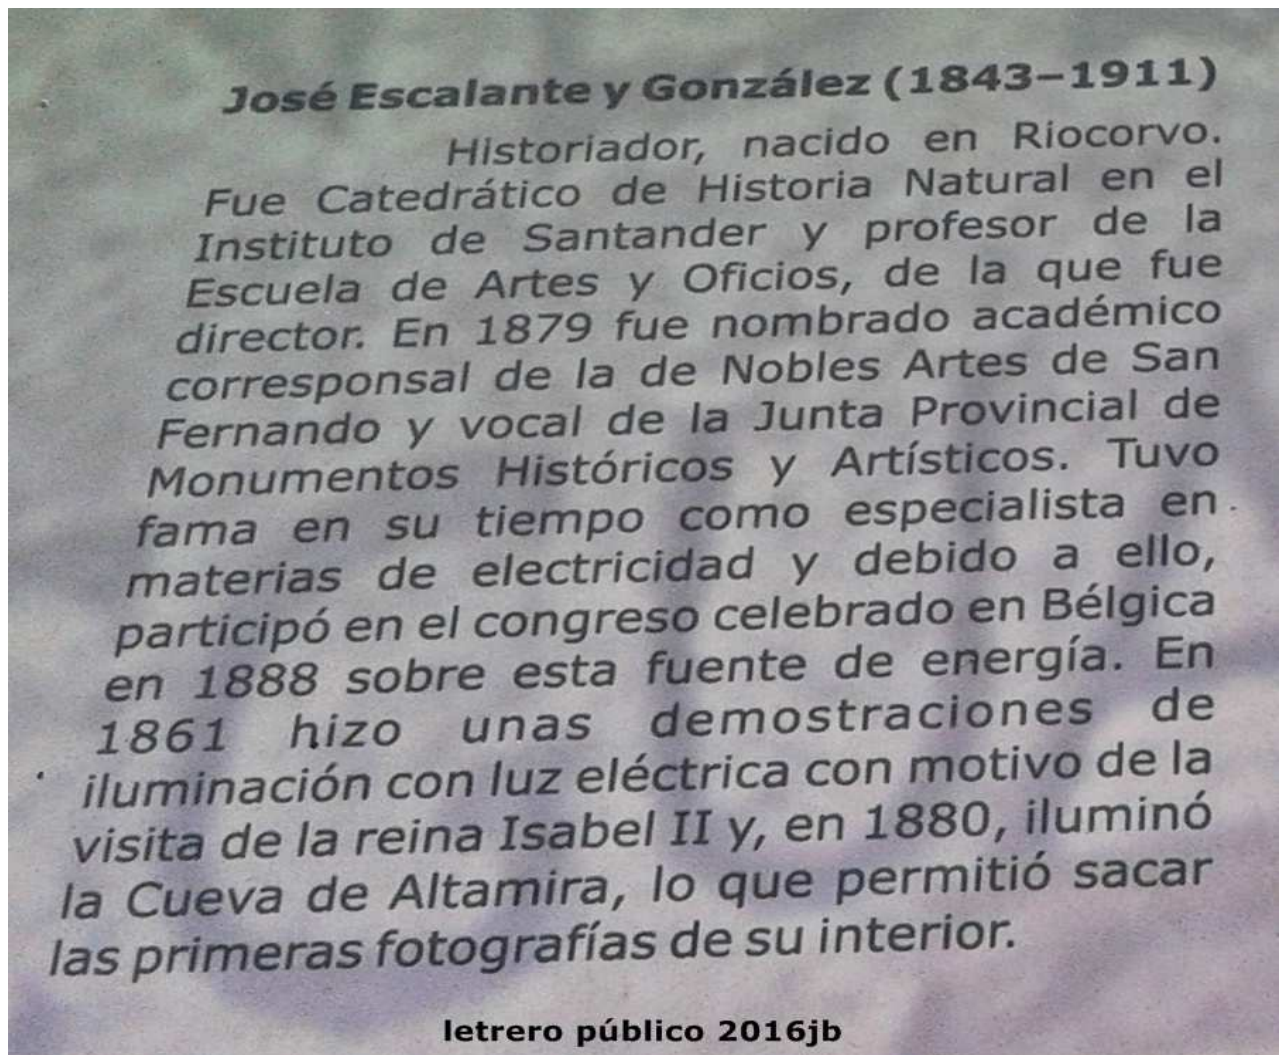 José Escalante y González (1843-1911)
Historiador, nacido en Riocorvo.
Fue Catedrático de Historia Natural en el
Instituto de Santander y profesor de la
Escuela de Artes y Oficios, de la que fue
director. En 1879 fue nombrado académico
corresponsal de la de Nobles Artes de San
Fernando y vocal de la Junta Provincial de
Monumentos Históricos y Artísticos. Tuvo
fama en su tiempo como especialista en
materias de electricidad y debido a ello,
participó en el congreso celebrado en Bélgica
en 1888 sobre esta fuente de energía. En
1861 hizo unas demostraciones de
iluminación con luz eléctrica con motivo de la
visita de la reina Isabel II y, en 1880, iluminó
la Cueva de Altamira, lo que permitió sacar
las primeras fotografías de su interior.
letrero público 2016jb